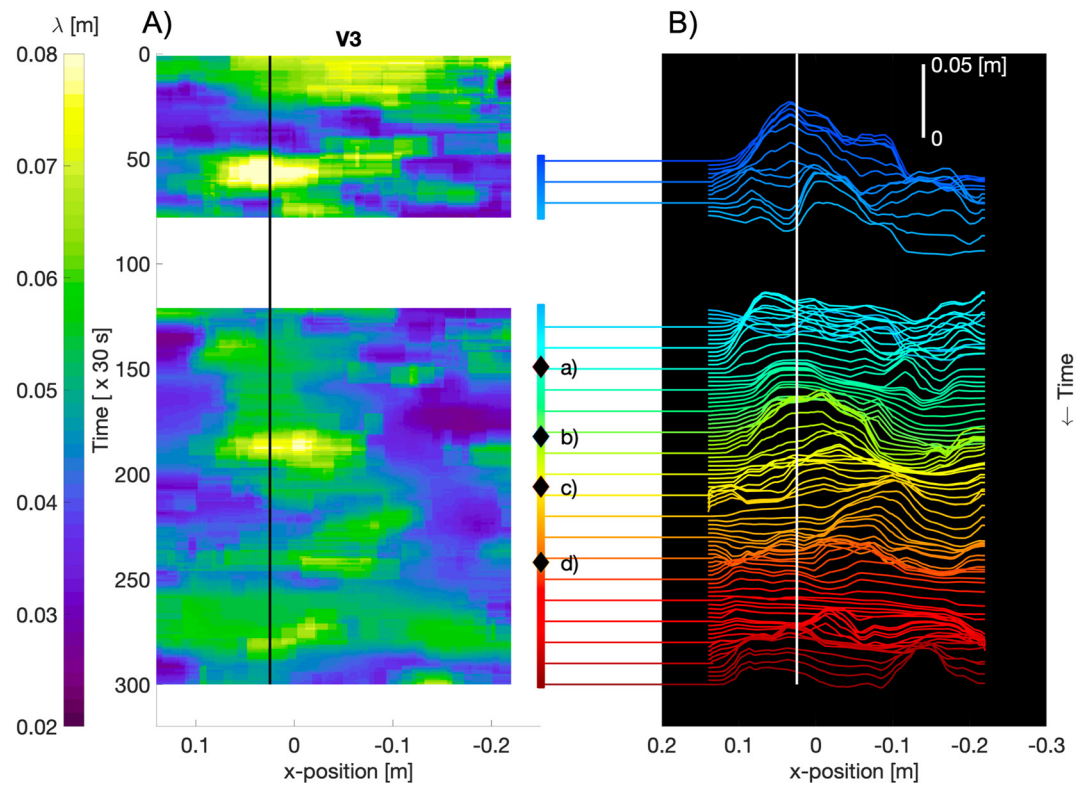 λ [m]
A)
B)
V3
0.08
0.07
0.06
0.05
0.04
0.03
0.02
Time[ x 30 s]
0
50
100
150
200
250
300
0.1
0
-0.1
-0.2
x-position [m]
a)
b)
c)
d)
0.05 [m]
0
← Time
0.2
0.1
0
-0.1
-0.2
-0.3
x-position [m]